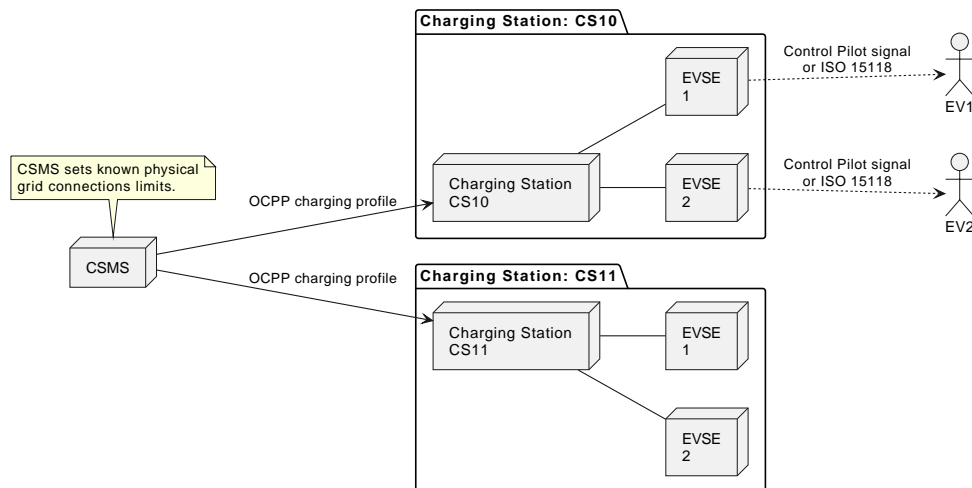 Charging Station: CS10
EVSE
1
Control Pilot signal
or ISO 15118
EV1
CSMS sets known physical
grid connections limits.
OCPP charging profile
Charging Station
CS10
EVSE
2
Control Pilot signal
or ISO 15118
EV2
CSMS
OCPP charging profile
Charging Station: CS11
Charging Station
CS11
EVSE
1
EVSE
2